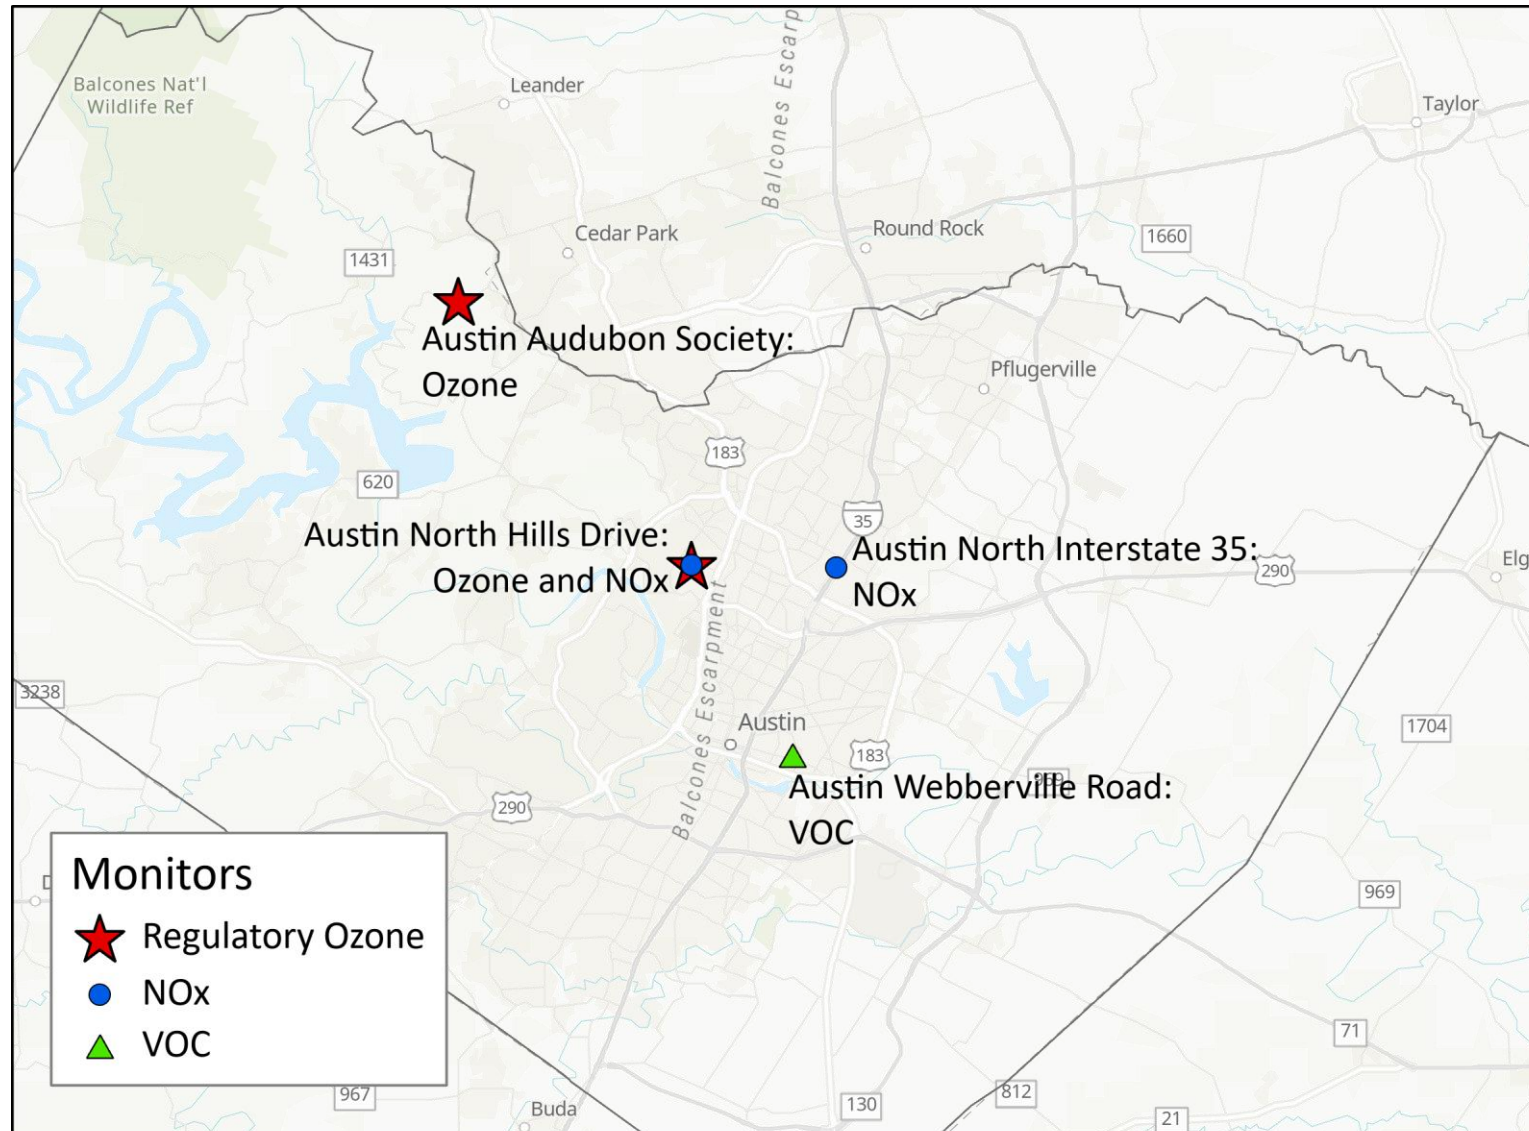 Balcones Nat'l
Wildlife Ref
Leander
Balcones Escarp
Taylor
Cedar Park
Round Rock
1660
1431
Austin Audubon Society:
Ozone
Pflugerville
183
620
35
Austin North Hills Drive:
Ozone and NOx
Austin North Interstate 35:
NOx
290
Elg
Balcones Escarpment
3238
Austin
1704
183
969
Austin Webberville Road:
VOC
290
Monitors
Regulatory Ozone
NOx
VOC
D
969
71
967
Buda
130
812
21